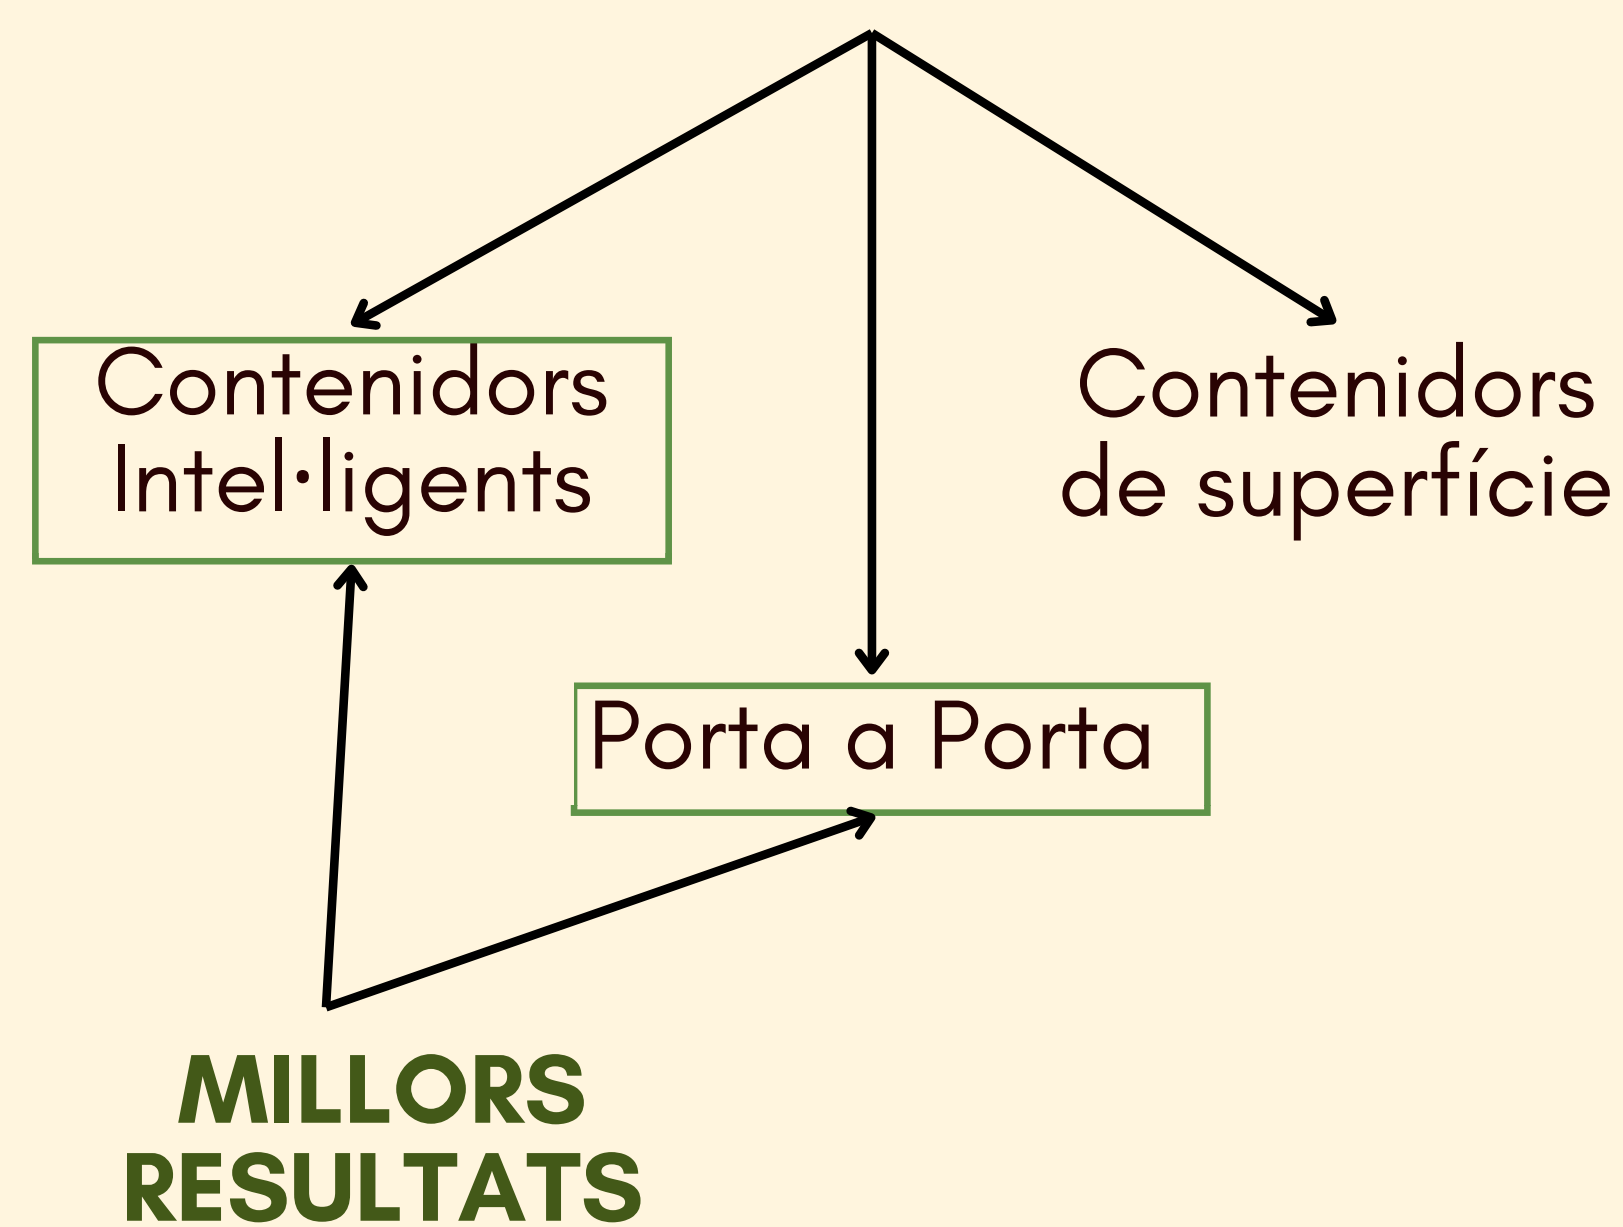 Contenidors
Intel·ligents
Contenidors
de superfície
Porta a Porta
MILLORS
RESULTATS